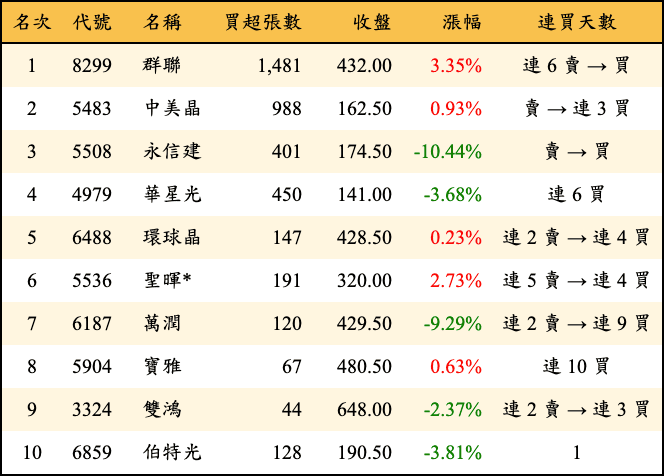 名次 代號 名稱 買超張數 收盤 漲幅 連買天數
1 8299 群聯 1,481 432.00 3.35% 連 6 賣 → 買
2 5483 中美晶 988 162.50 0.93% 賣 → 連 3 買
3 5508 永信建 401 174.50 -10.44% 賣 → 買
4 4979 華星光 450 141.00 -3.68% 連 6 買
5 6488 環球晶 147 428.50 0.23% 連 2 賣 → 連 4 買
6 5536 聖暉* 191 320.00 2.73% 連 5 賣 → 連 4 買
7 6187 萬潤 120 429.50 -9.29% 連 2 賣 → 連 9 買
8 5904 寶雅 67 480.50 0.63% 連 10 買
9 3324 雙鴻 44 648.00 -2.37% 連 2 賣 → 連 3 買
10 6859 伯特光 128 190.50 -3.81% 1